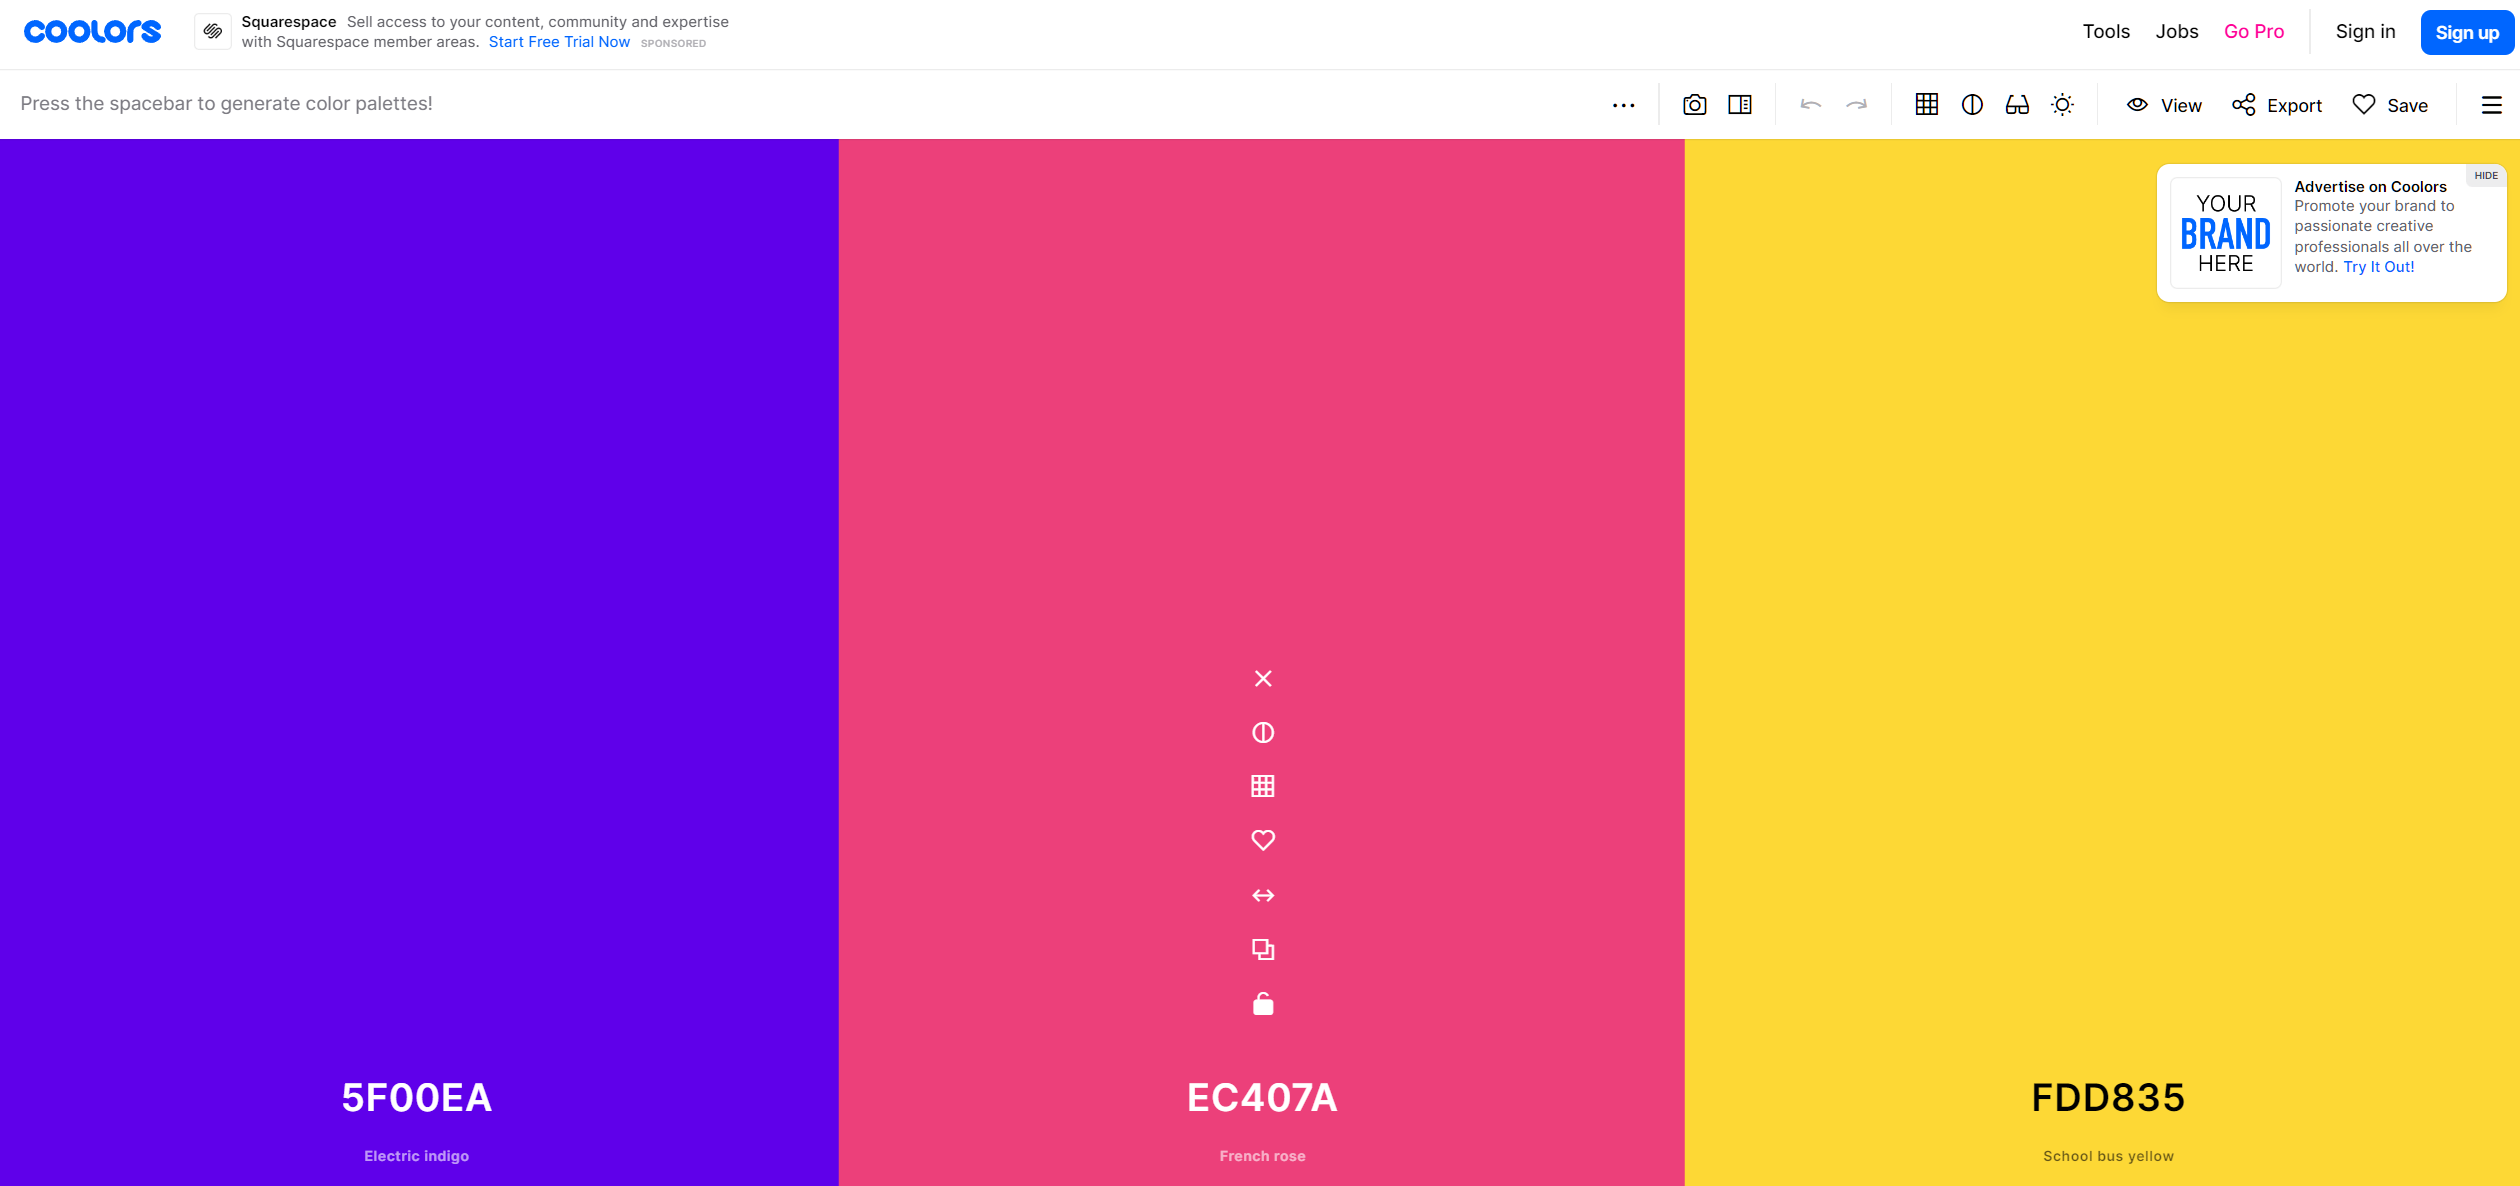 coolors
Squarespace Sell access to your content, community and expertise
with Squarespace member areas. Start Free Trial Now SPONSORED
Tools Jobs Go Pro Sign in Sign up
Press the spacebar to generate color palettes!
View Export Save
HIDE
YOUR
BRAND
HERE
Advertise on Coolors
Promote your brand to
passionate creative
professionals all over the
world. Try It Out!
5F00EA
Electric indigo
EC407A
French rose
FDD835
School bus yellow